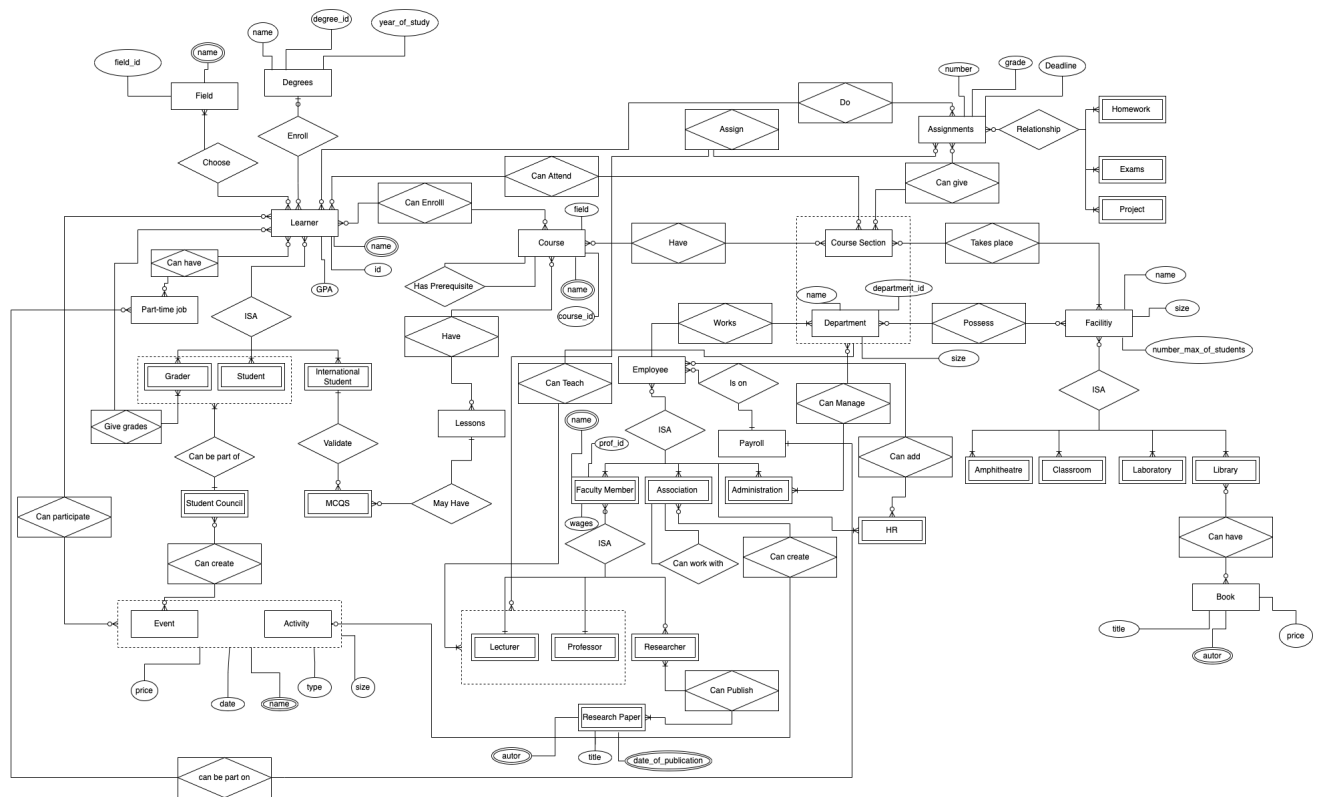 degree_id
year_of_study
name
name
field_id
Degrees
Field
grade
Deadline
number
Do
Homework
Assign
Assignments
Relationship
Enroll
Choose
Can Attend
Exams
Can give
Can Enrolll
field
Project
Learner
name
Course
Have
Course Section
Takes place
Can have
id
GPA
Has Prerequisite
name
course_id
name
department_id
name
size
Part-time job
ISA
Have
Works
Department
Possess
Facilitiy
number_max_of_students
size
Grader
Student
International
Student
Can Teach
Employee
Is on
ISA
Can Manage
Give grades
Lessons
name
Validate
ISA
Payroll
prof_id
Can be part of
Can add
Amphitheatre
Classroom
Laboratory
Library
Student Council
MCQS
May Have
Faculty Member
Association
Administration
Can participate
wages
HR
Can have
ISA
Can create
Can work with
Can create
Book
Event
Activity
title
price
autor
Lecturer
Professor
Researcher
price
date
name
type
size
Can Publish
Research Paper
autor
title
date_of_publication
can be part on